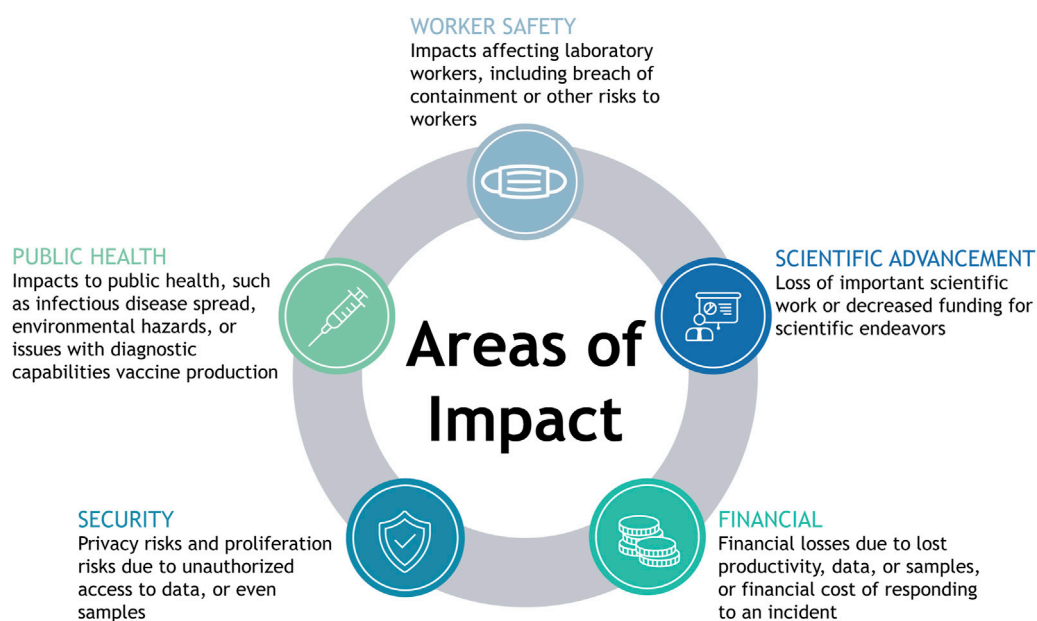 WORKER SAFETY
Impacts affecting laboratory
workers, including breach of
containment or other risks to
workers
PUBLIC HEALTH
Impacts to public health, such
as infectious disease spread,
environmental hazards, or
issues with diagnostic
capabilities vaccine production
SCIENTIFIC ADVANCEMENT
Loss of important scientific
work or decreased funding for
scientific endeavors
Areas of
Impact
SECURITY
Privacy risks and proliferation
risks due to unauthorized
access to data, or even
samples
FINANCIAL
Financial losses due to lost
productivity, data, or samples,
or financial cost of responding
to an incident